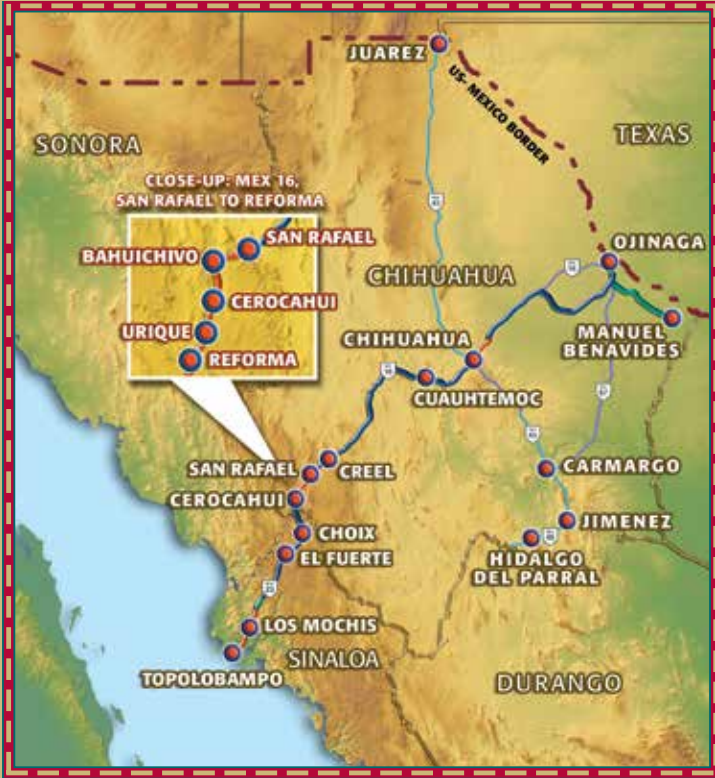 JUAREZ
US- MEXICO BORDER
TEXAS
SONORA
CLOSE-UP: MEX 16,
SAN RAFAEL TO REFORMA
SAN RAFAEL
BAHUICHIVO
CEROCAHUI
URIQUE
REFORMA
OJINAGA
CHIHUAHUA
MANUEL
BENAVIDES
CHIHUAHUA
CUAUHTEMOC
SAN RAFAEL
CREEL
CARMARGO
CEROCAHUI
JIMENEZ
CHOIX
EL FUERTE
HIDALGO
DEL PARRAL
LOS MOCHIS
SINALOA
TOPOLOBAMPO
DURANGO